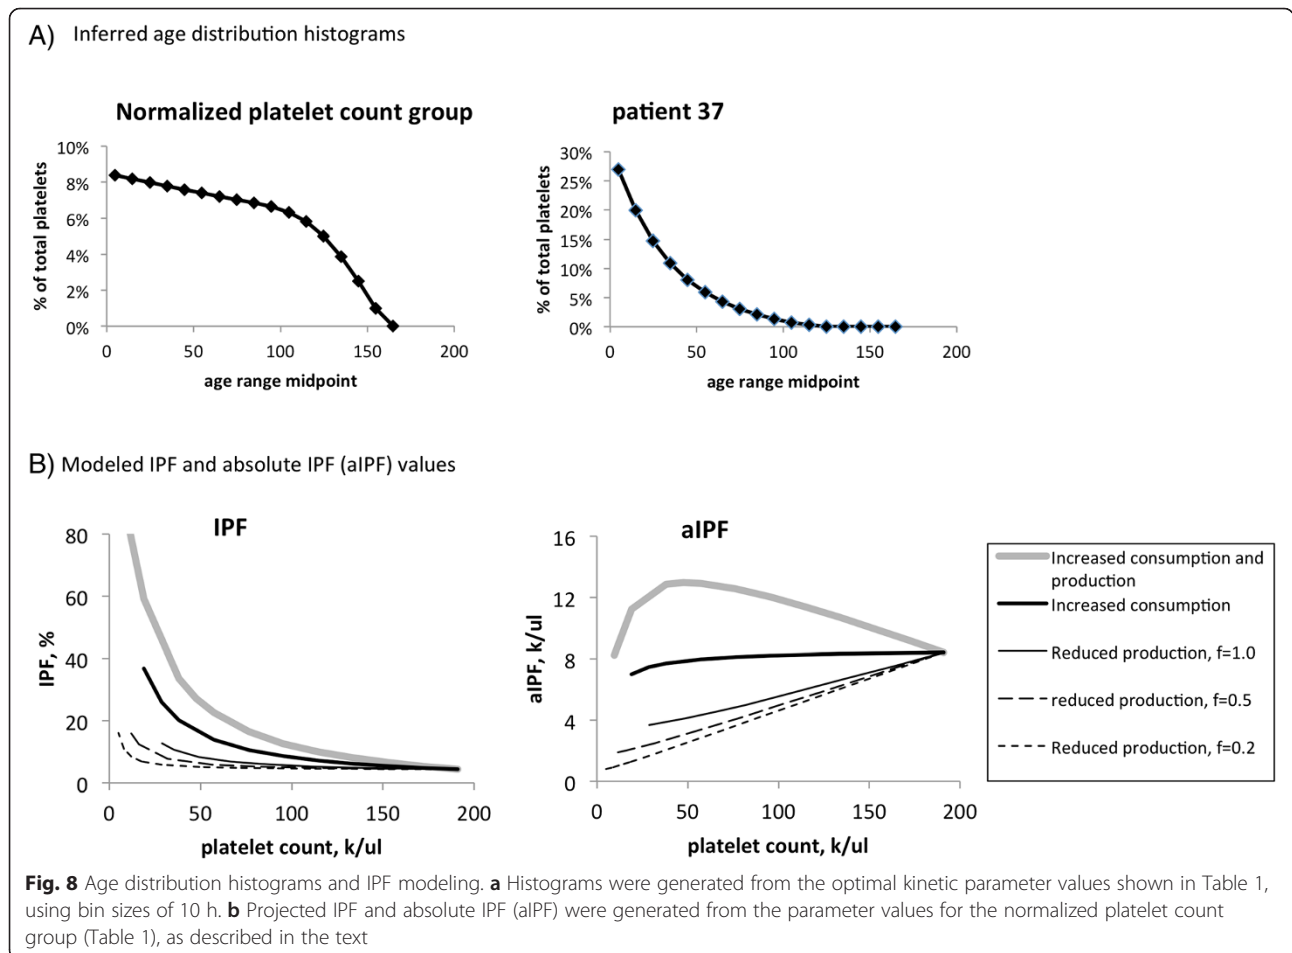 A) Inferred age distribution histograms
Normalized platelet count group
patient 37
% of total platelets
10%
8%
6%
4%
2%
0%
0 50 100 150 200
age range midpoint
% of total platelets
30%
25%
20%
15%
10%
5%
0%
0 50 100 150 200
age range midpoint
B) Modeled IPF and absolute IPF (aIPF) values
IPF
IPF, %
80
60
40
20
0
0 50 100 150 200
platelet count, k/ul
aIPF
aIPF, k/ul
16
12
8
4
0
0 50 100 150 200
platelet count, k/ul
Increased consumption and
production
Increased consumption
Reduced production, f=1.0
reduced production, f=0.5
Reduced production, f=0.2
Fig. 8 Age distribution histograms and IPF modeling. a Histograms were generated from the optimal kinetic parameter values shown in Table 1,
using bin sizes of 10 h. b Projected IPF and absolute IPF (aIPF) were generated from the parameter values for the normalized platelet count
group (Table 1), as described in the text